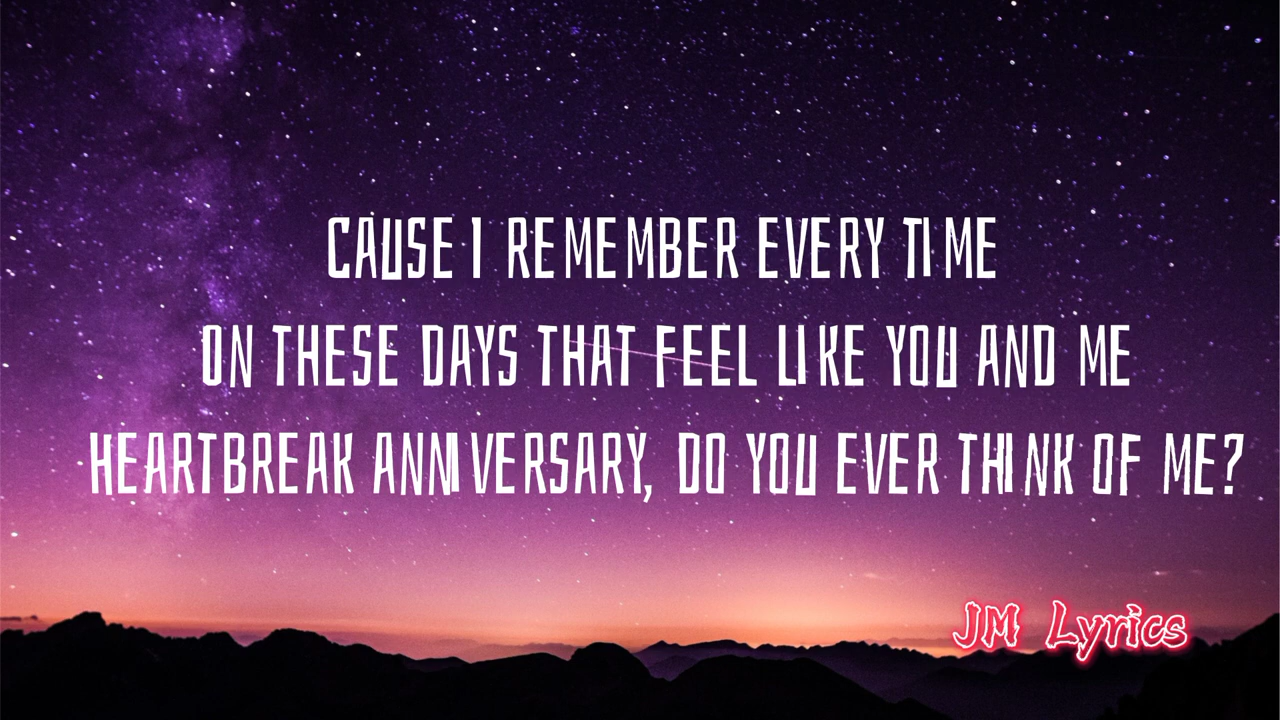 CAUSE I REMEMBER EVERY TIME
ON THESE DAYS THAT FEEL LIKE YOU AND ME
HEARTBREAK ANNIVERSARY, DO YOU EVER THINK OF ME?
JM Lyrics